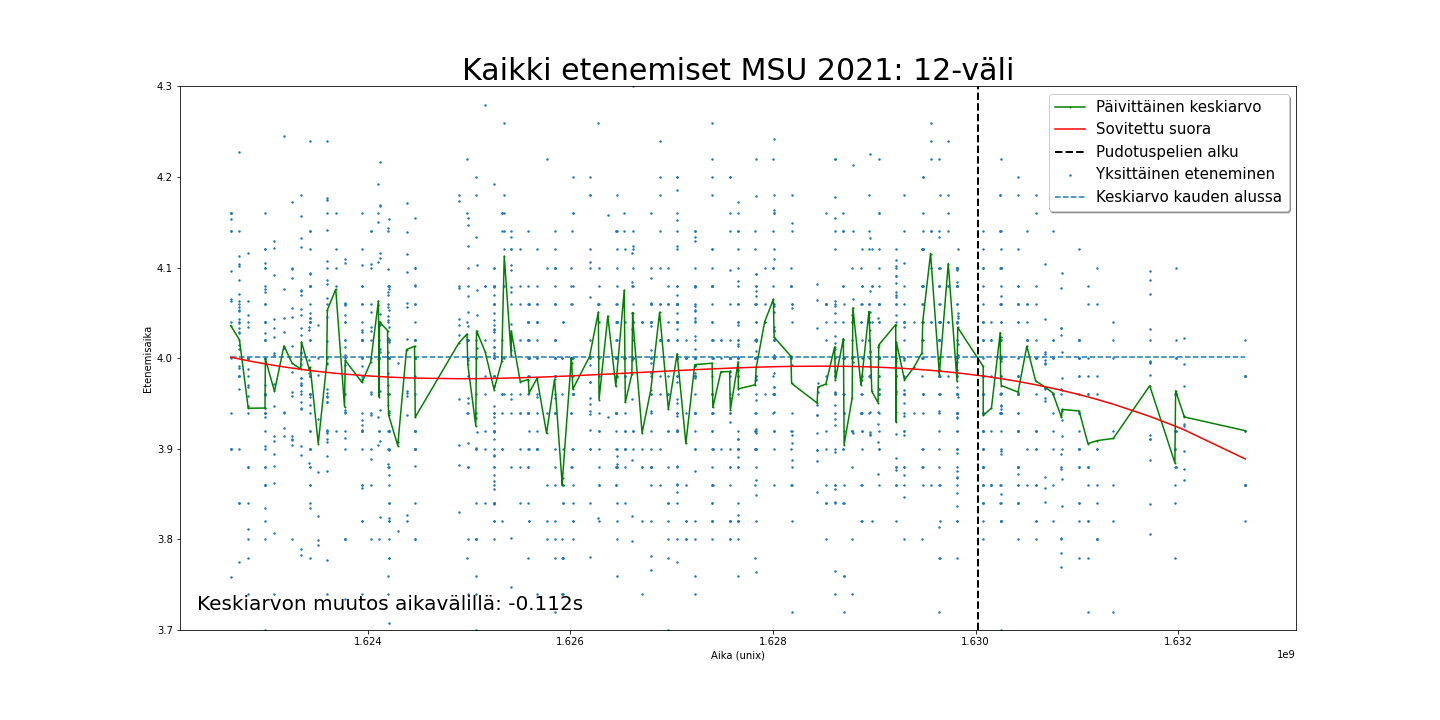 Kaikki etenemiset MSU 2021: 12-väli
Päivittäinen keskiarvo
Sovitettu suora
Pudotuspelien alku
Yksittäinen eteneminen
Keskiarvo kauden alussa
4.3
4.2
4.1
4.0
3.9
3.8
3.7
Etenemisaika
Keskiarvon muutos aikavälillä: -0.112s
1.624
1.626
1.628
1.630
1.632
Aika (unix)
1e9